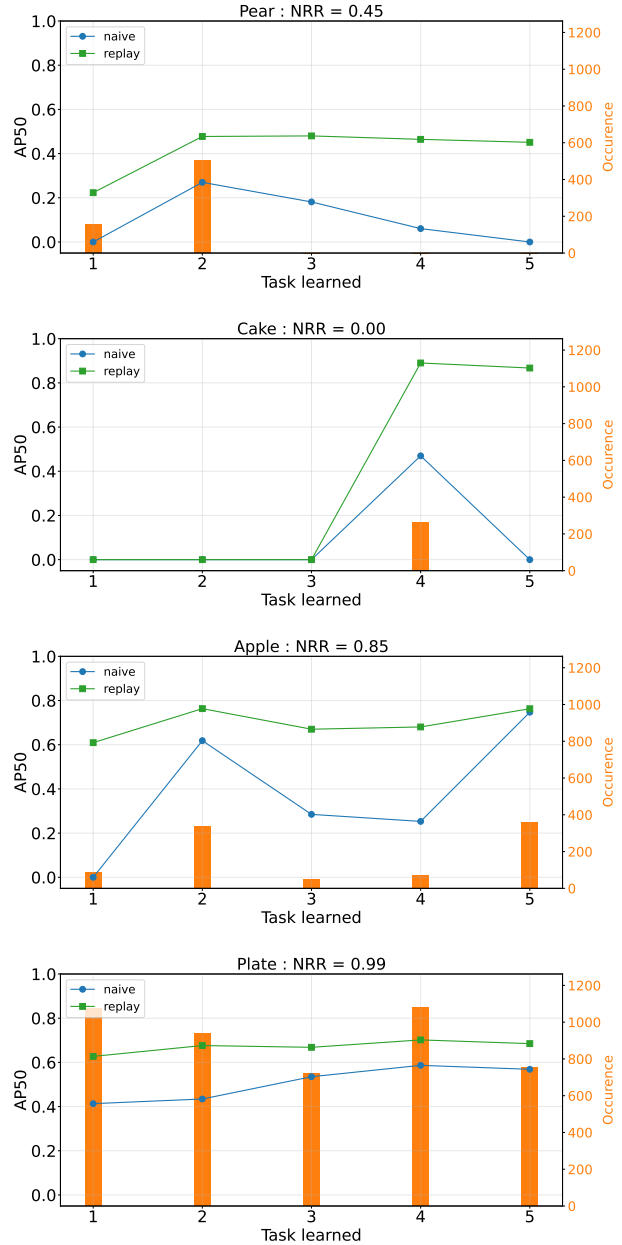 Pear : NRR = 0.45
1.0
0.8
0.6
0.4
0.2
0.0
AP50
naive
replay
1200
1000
800
600
400
200
0
Occurence
1 2 3 4 5
Task learned
Cake : NRR = 0.00
1.0
0.8
0.6
0.4
0.2
0.0
AP50
naive
replay
1200
1000
800
600
400
200
0
Occurence
1 2 3 4 5
Task learned
Apple : NRR = 0.85
1.0
0.8
0.6
0.4
0.2
0.0
AP50
naive
replay
1200
1000
800
600
400
200
0
Occurence
1 2 3 4 5
Task learned
Plate : NRR = 0.99
1.0
0.8
0.6
0.4
0.2
0.0
AP50
naive
replay
1200
1000
800
600
400
200
0
Occurence
1 2 3 4 5
Task learned